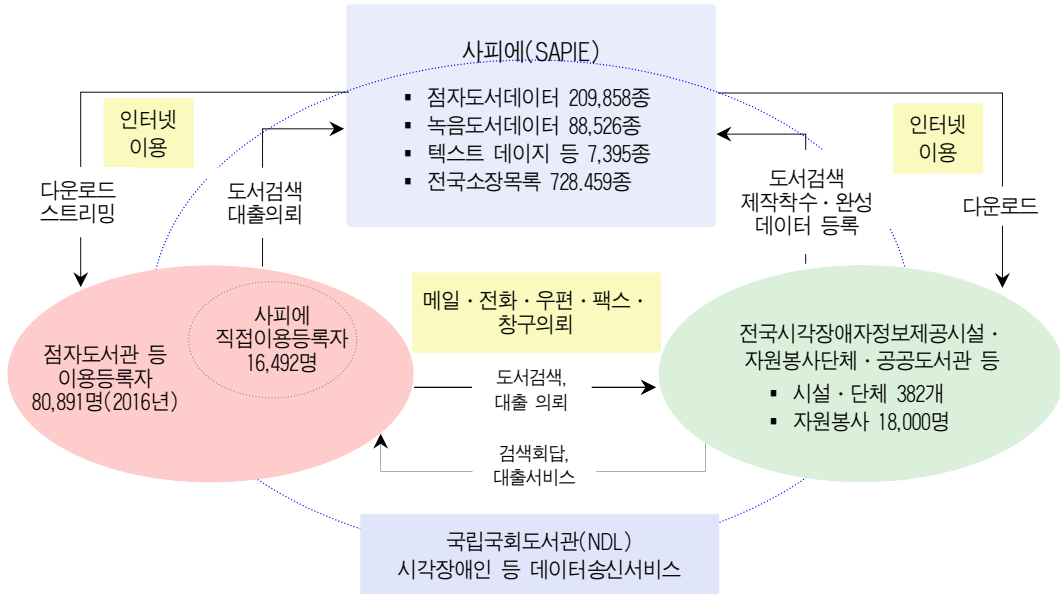 사피에(SAPIE)
▪ 점자도서데이터 209,858종
▪ 녹음도서데이터 88,526종
▪ 텍스트 데이지 등 7,395종
▪ 전국소장목록 728,459종
인터넷
이용
다운로드
스트리밍
도서검색
대출의뢰
도서검색
제작착수·완성
데이터 등록
인터넷
이용
다운로드
사피에
직접이용등록자
16,492명
점자도서관 등
이용등록자
80,891명(2016년)
메일·전화·우편·팩스·
창구의뢰
도서검색,
대출 의뢰
검색회답,
대출서비스
전국시각장애자정보제공시설·
자원봉사단체·공공도서관 등
▪ 시설·단체 382개
▪ 자원봉사 18,000명
국립국회도서관(NDL)
시각장애인 등 데이터송신서비스